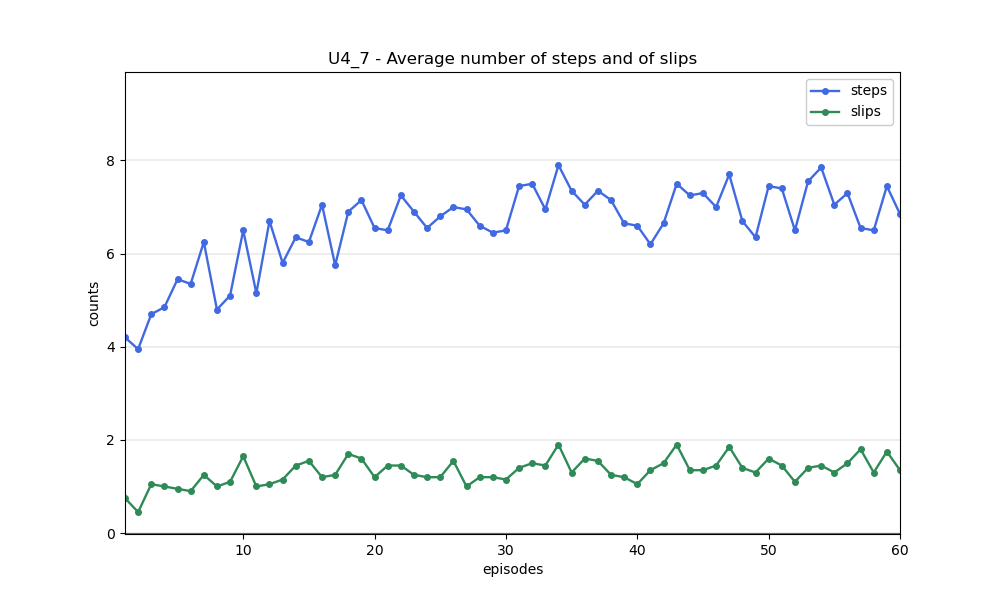 U4_7 - Average number of steps and of slips
steps
slips
counts
8
6
4
2
0
10 20 30 40 50 60
episodes